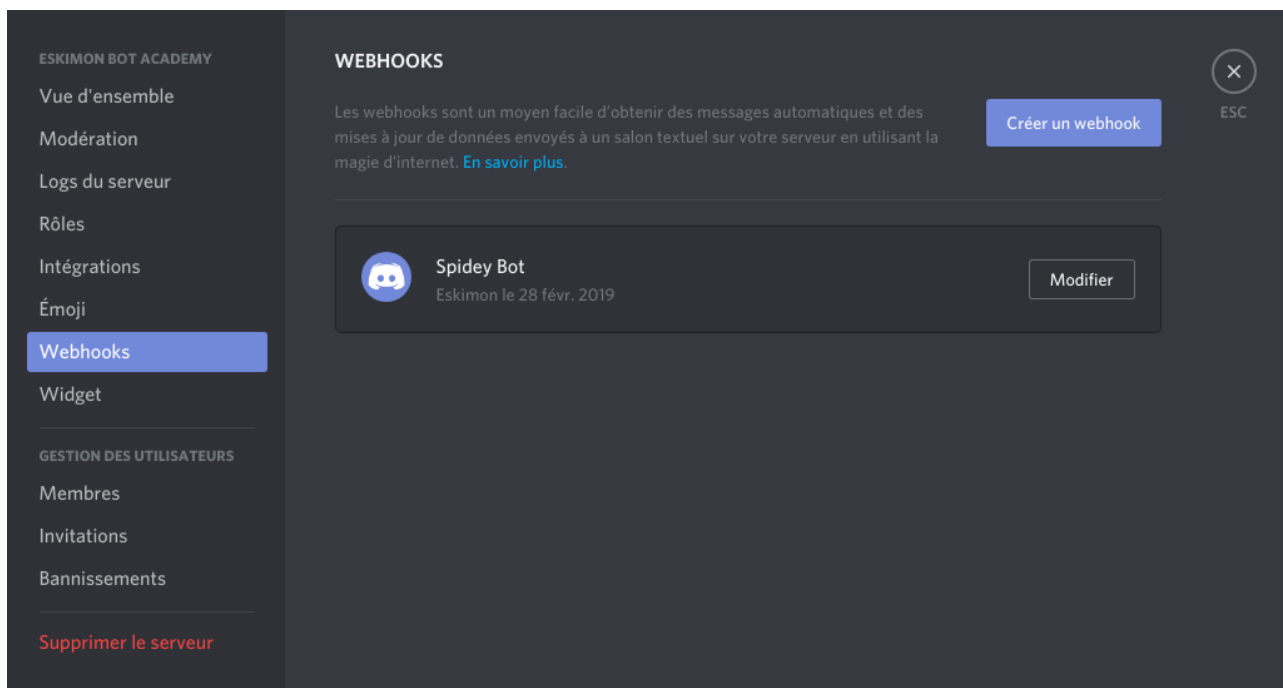 ESKIMON BOT ACADEMY
Vue d'ensemble
Modération
Logs du serveur
Rôles
Intégrations
Émoji
Webhooks
Widget
GESTION DES UTILISATEURS
Membres
Invitations
Bannissements
Supprimer le serveur
WEBHOOKS
Les webhooks sont un moyen facile d'obtenir des messages automatiques et des
mises à jour de données envoyés à un salon textuel sur votre serveur en utilisant la
magie d'internet. En savoir plus.
Créer un webhook
ESC
Spidey Bot
Eskimon le 28 févr. 2019
Modifier